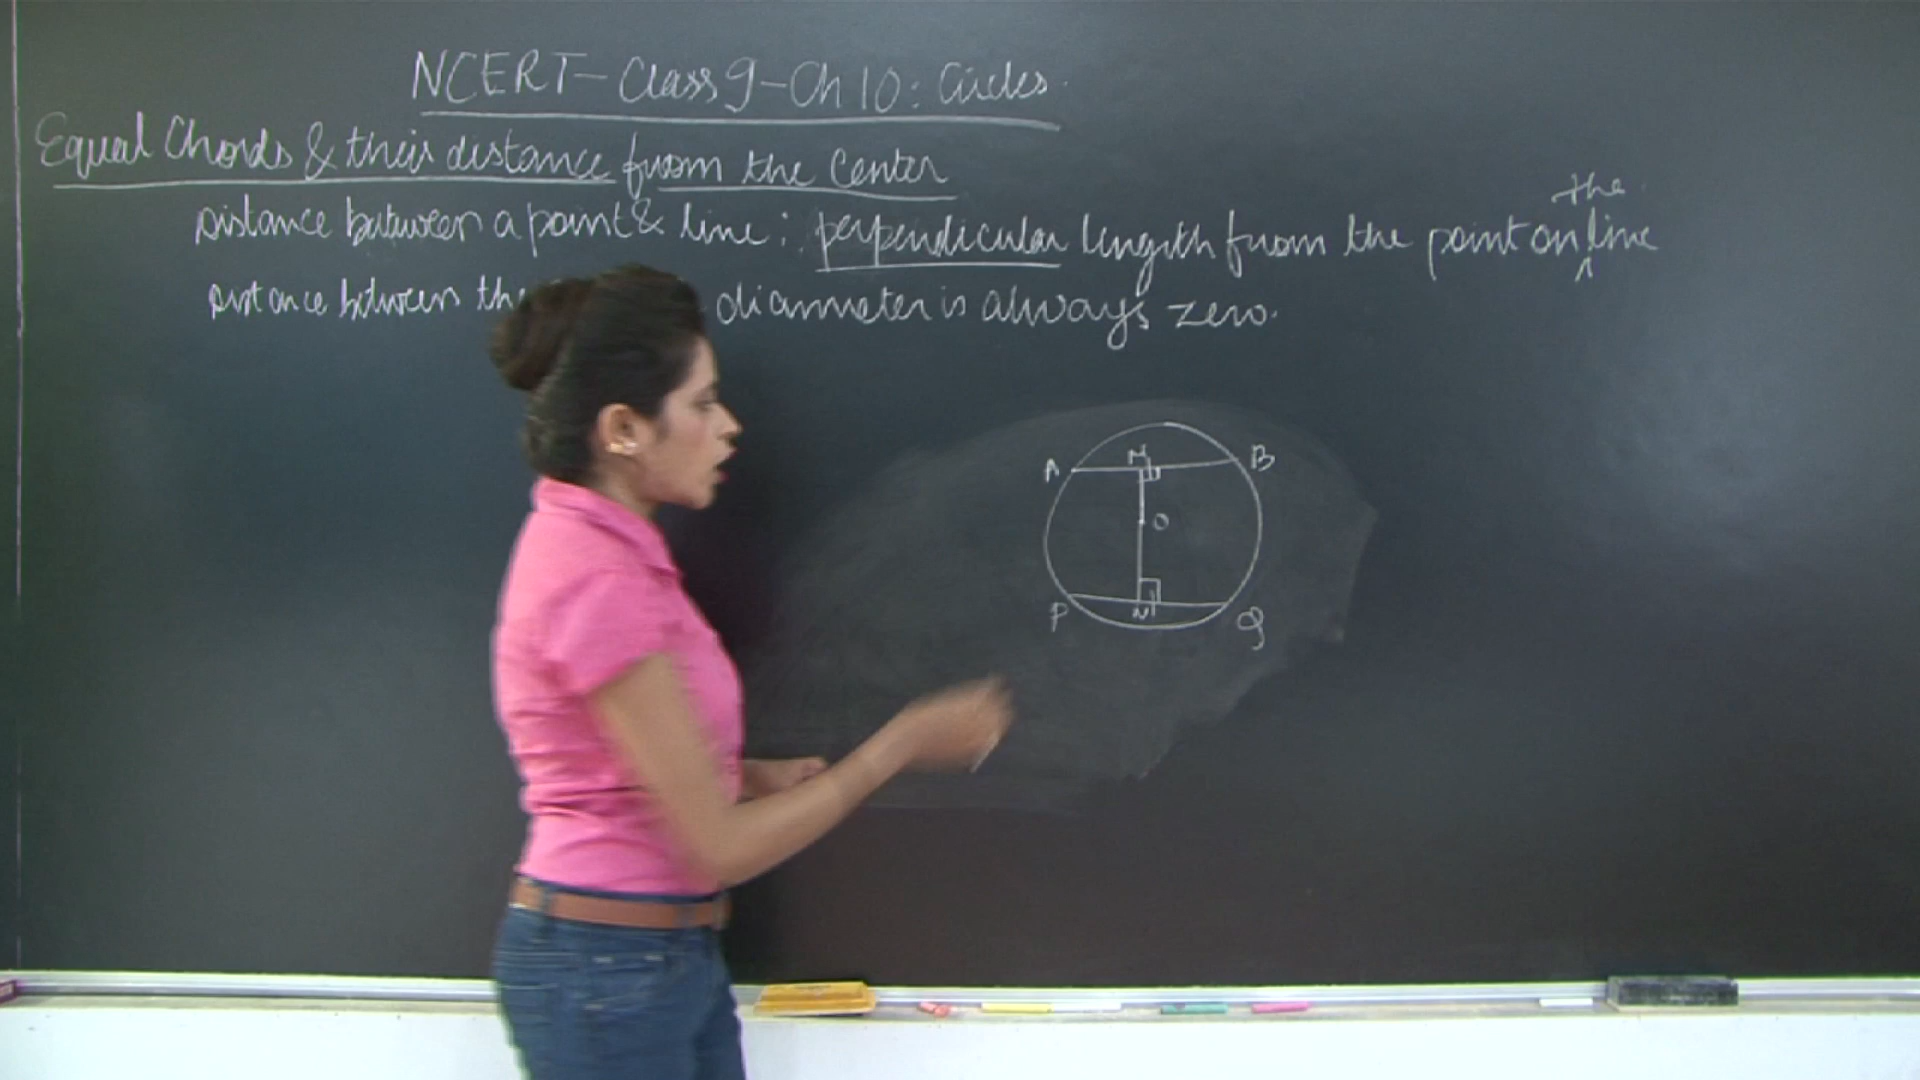 NCERT - Class 9 - Ch 10 : Circles.
Equal Chords & their distance from the Center
Distance between a point & line : perpendicular length from the point on the line
Distance between the diameter is always zero.
A M B
O
P N Q